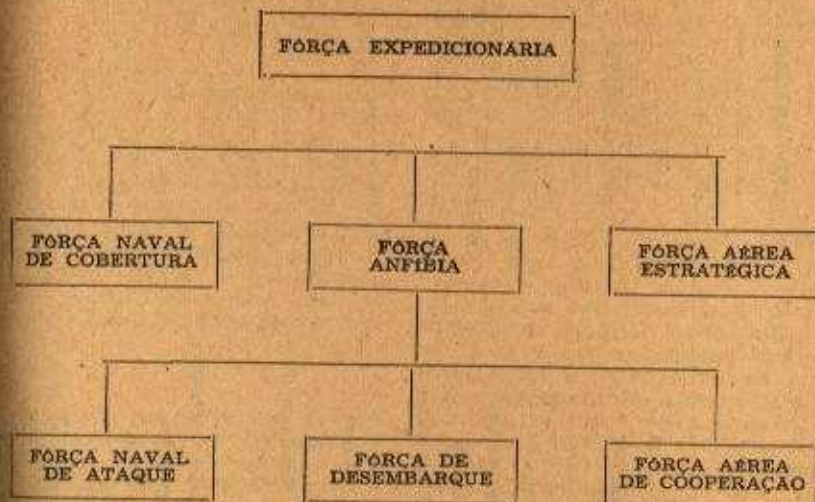 FÔRÇA EXPEDICIONÁRIA
FÔRÇA NAVAL
DE COBERTURA
FÔRÇA
ANFÍBIA
FÔRÇA AÉREA
ESTRATÉGICA
FÔRÇA NAVAL
DE ATAQUE
FÔRÇA DE
DESEMBARQUE
FÔRÇA AÉREA
DE COOPERAÇÃO